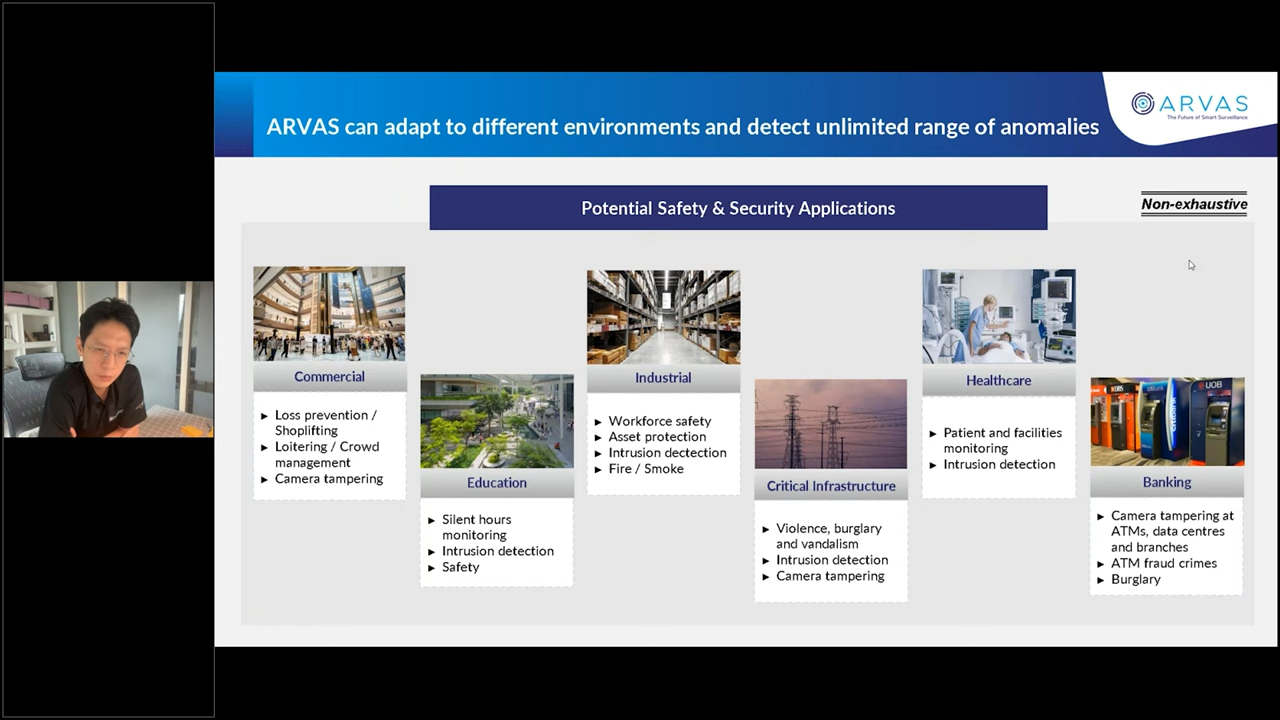 ARVAS can adapt to different environments and detect unlimited range of anomalies
ARVAS
The Future of Smart Surveillance
Potential Safety & Security Applications
Non-exhaustive
Commercial
► Loss prevention /
Shoplifting
► Loitering / Crowd
management
► Camera tampering
Education
► Silent hours
monitoring
► Intrusion detection
► Safety
Industrial
► Workforce safety
► Asset protection
► Intrusion dectection
► Fire / Smoke
Critical Infrastructure
► Violence, burglary
and vandalism
► Intrusion detection
► Camera tampering
Healthcare
► Patient and facilities
monitoring
► Intrusion detection
UOB
Banking
► Camera tampering at
ATMs, data centres
and branches
► ATM fraud crimes
► Burglary